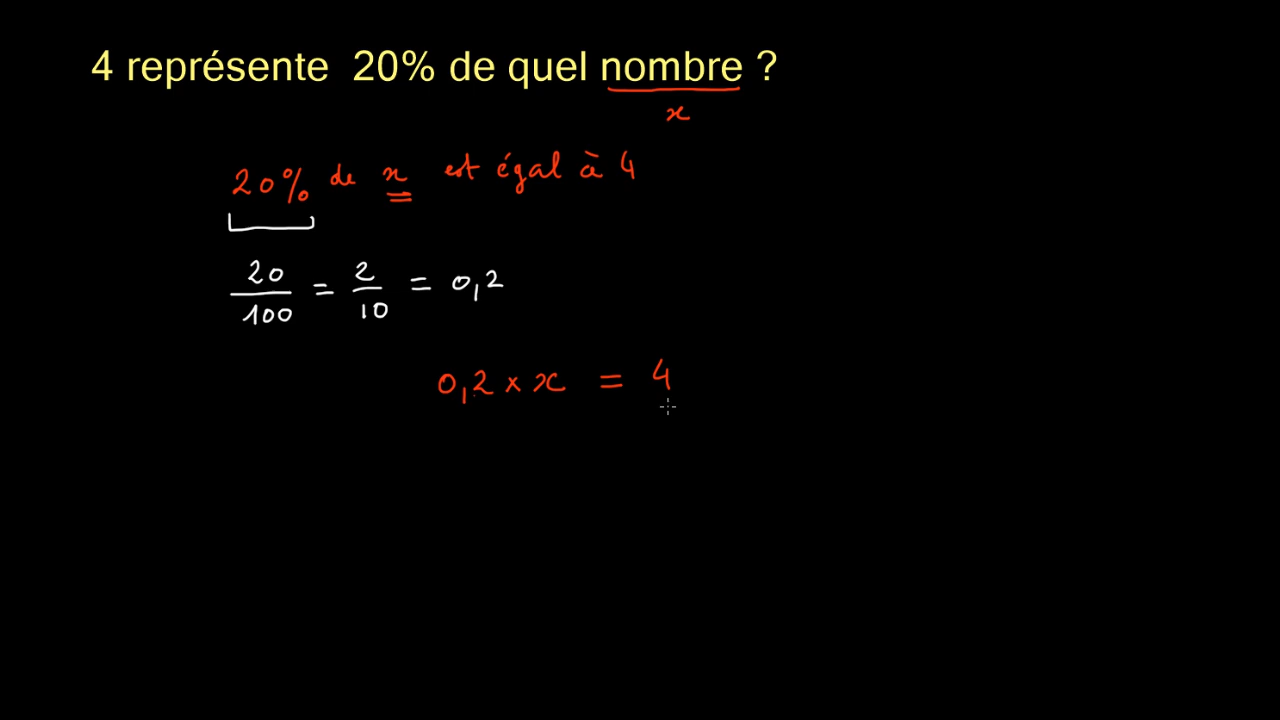 4 représente 20% de quel nombre ?
x
20% de x est égal à 4
20/100 = 2/10 = 0,2
0,2 × x = 4